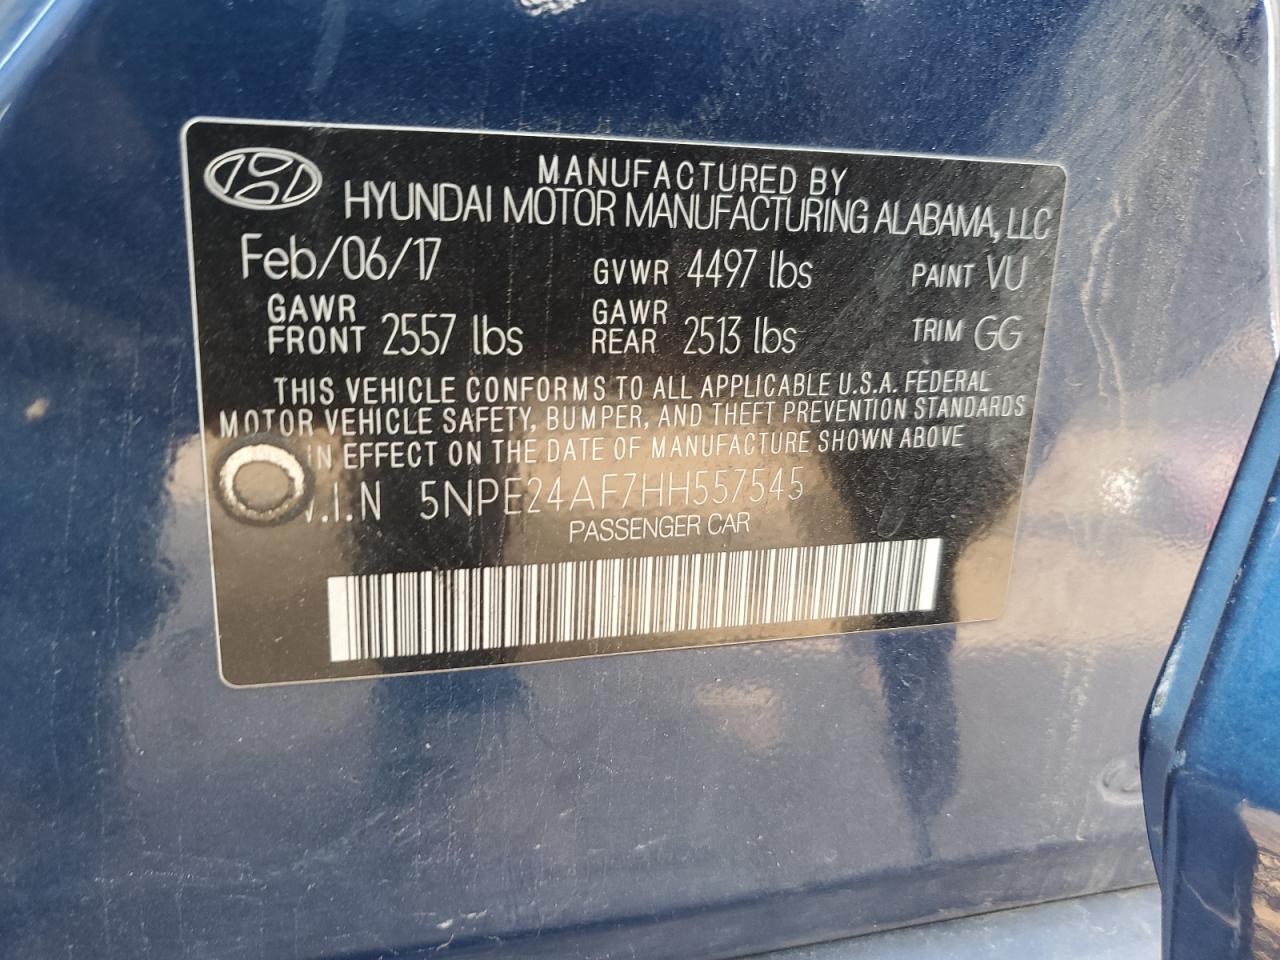 MANUFACTURED BY
HYUNDAI MOTOR MANUFACTURING ALABAMA, LLC
Feb/06/17 GVWR 4497 lbs PAINT VU
GAWR FRONT 2557 lbs GAWR REAR 2513 lbs TRIM GG
THIS VEHICLE CONFORMS TO ALL APPLICABLE U.S.A. FEDERAL
MOTOR VEHICLE SAFETY, BUMPER, AND THEFT PREVENTION STANDARDS
IN EFFECT ON THE DATE OF MANUFACTURE SHOWN ABOVE
V.I.N 5NPE24AF7HH557545
PASSENGER CAR